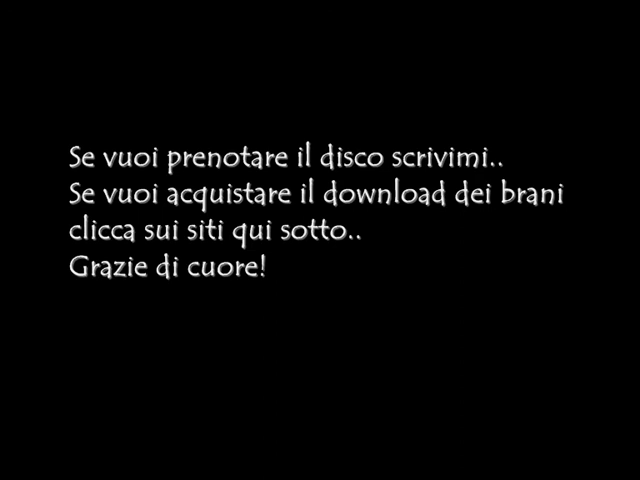 Se vuoi prenotare il disco scrivimi..
Se vuoi acquistare il download dei brani
clicca sui siti qui sotto..
Grazie di cuore!